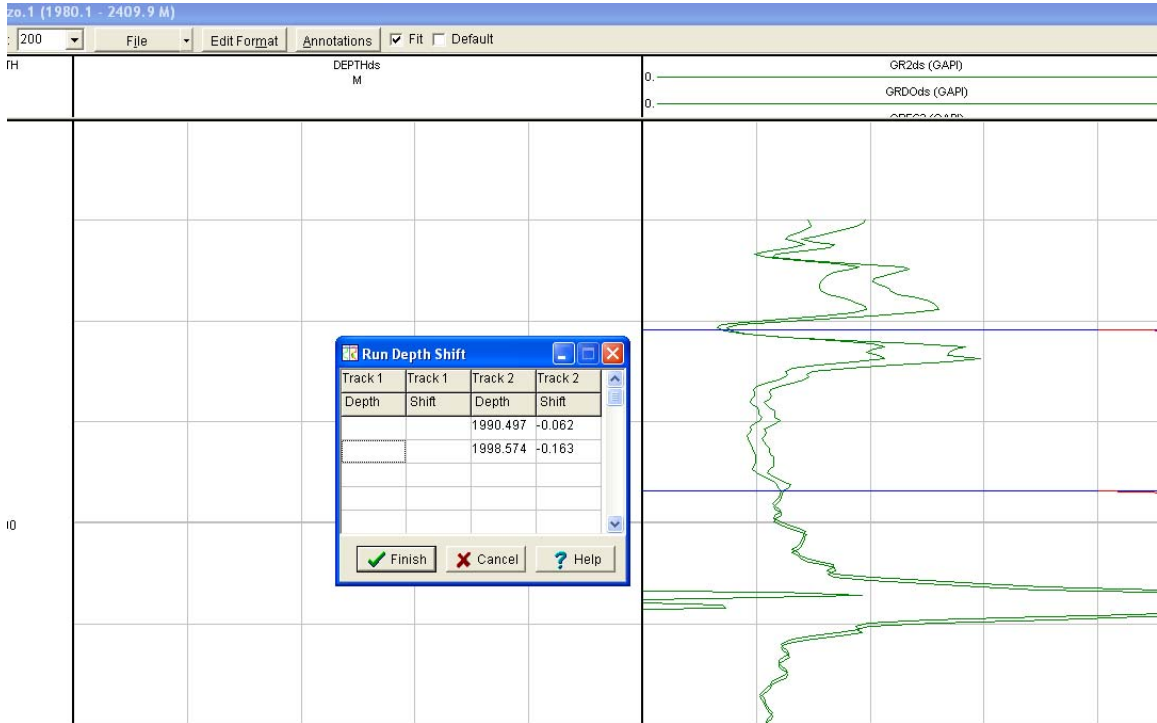 zo.1 (1980.1 - 2409.9 M)
: 200 File Edit Format Annotations Fit Default
TH DEPTHds GR2ds (GAPI)
M
0.
GRDOds (GAPI)
0.
Run Depth Shift
Track 1 Track 1 Track 2 Track 2
Depth Shift Depth Shift
1990.497 -0.062
1998.574 -0.163
Finish Cancel Help